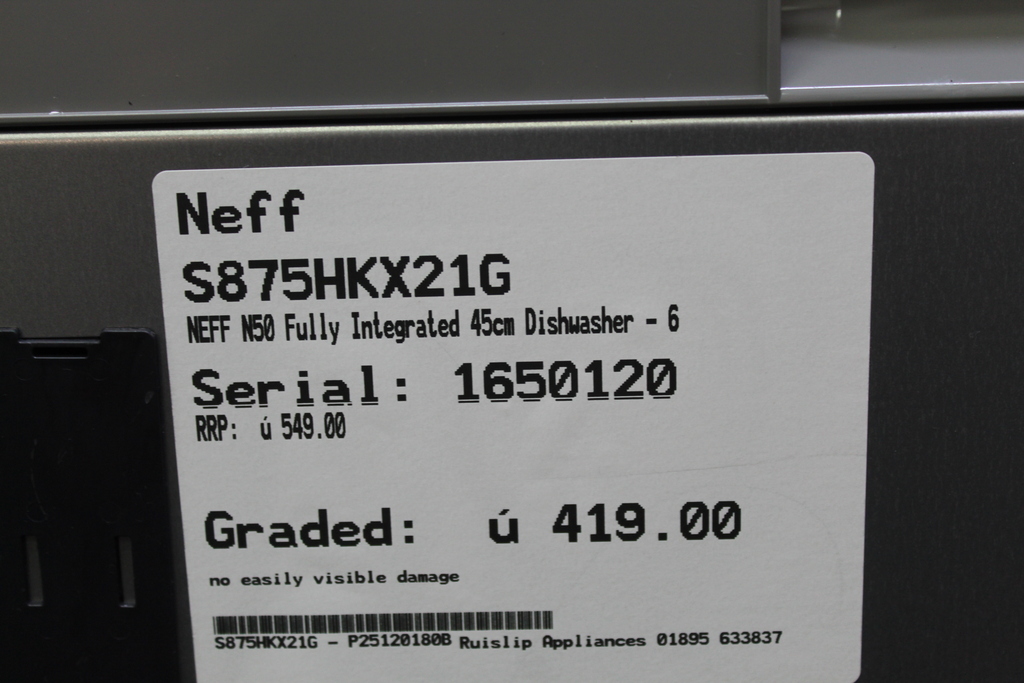 Neff
S875HKX21G
NEFF N50 Fully Integrated 45cm Dishwasher - 6
Serial: 1650120
RRP: ú 549.00
Graded: ú 419.00
no easily visible damage
S875HKX21G - P25120180B Ruislip Appliances 01895 633837